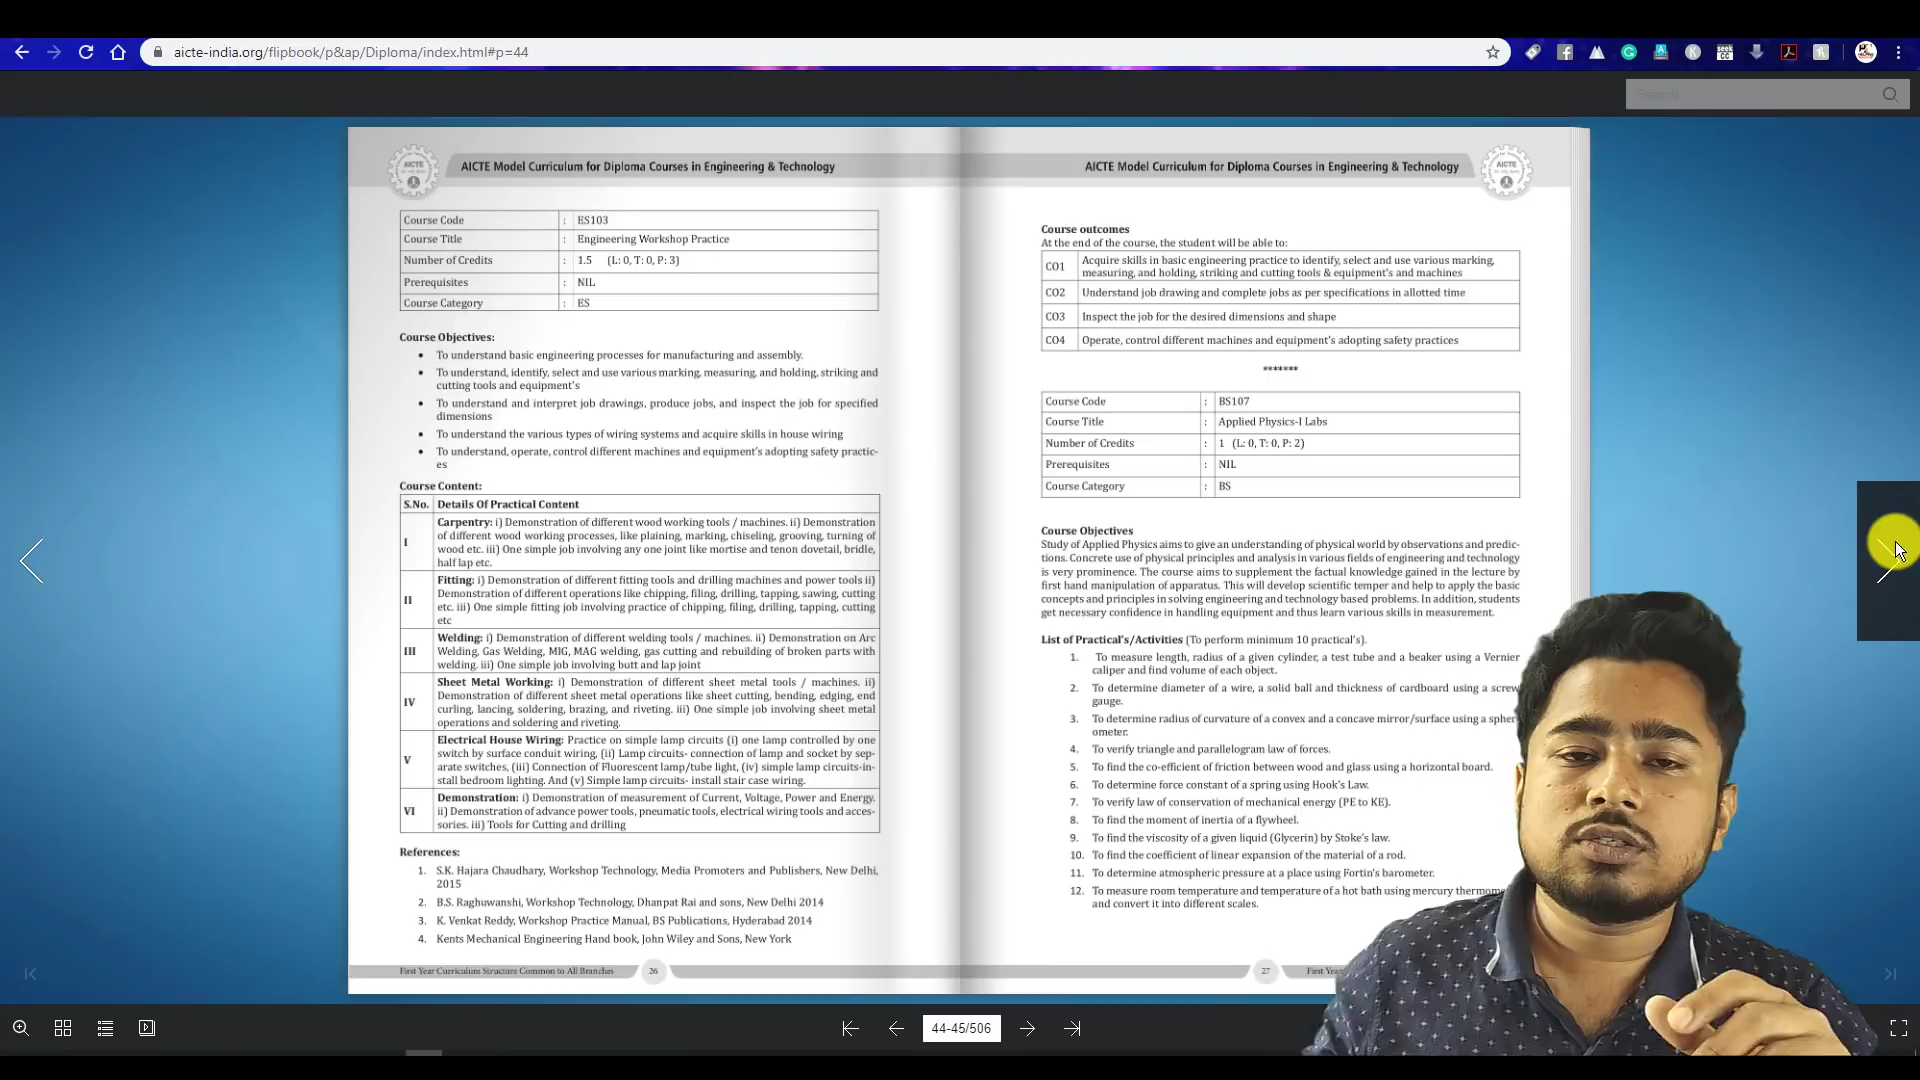 aicte-india.org/flipbook/p&ap/Diploma/index.html#p=44
Search
AICTE Model Curriculum for Diploma Courses in Engineering & Technology
Course Code : ES103
Course Title : Engineering Workshop Practice
Number of Credits : 1.5 (L: 0, T: 0, P: 3)
Prerequisites : NIL
Course Category : ES
Course Objectives:
• To understand basic engineering processes for manufacturing and assembly.
• To understand, identify, select and use various marking, measuring, and holding, striking and
cutting tools and equipment's
• To understand and interpret job drawings, produce jobs, and inspect the job for specified
dimensions
• To understand the various types of wiring systems and acquire skills in house wiring
• To understand, operate, control different machines and equipment's adopting safety practic-
es
Course Content:
S.No. Details Of Practical Content
I Carpentry: i) Demonstration of different wood working tools / machines. ii) Demonstration
of different wood working processes, like plaining, marking, chiseling, grooving, turning of
wood etc. iii) One simple job involving any one joint like mortise and tenon dovetail, bridle,
half lap etc.
II Fitting: i) Demonstration of different fitting tools and drilling machines and power tools ii)
Demonstration of different operations like chipping, filing, drilling, tapping, sawing, cutting
etc. iii) One simple fitting job involving practice of chipping, filing, drilling, tapping, cutting
etc
III Welding: i) Demonstration of different welding tools / machines. ii) Demonstration on Arc
Welding, Gas Welding, MIG, MAG welding, gas cutting and rebuilding of broken parts with
welding. iii) One simple job involving butt and lap joint
IV Sheet Metal Working: i) Demonstration of different sheet metal tools / machines. ii)
Demonstration of different sheet metal operations like sheet cutting, bending, edging, end
curling, lancing, soldering, brazing, and riveting. iii) One simple job involving sheet metal
operations and soldering and riveting.
V Electrical House Wiring: Practice on simple lamp circuits (i) one lamp controlled by one
switch by surface conduit wiring, (ii) Lamp circuits- connection of lamp and socket by sep-
arate switches, (iii) Connection of Fluorescent lamp/tube light, (iv) simple lamp circuits-in-
stall bedroom lighting. And (v) Simple lamp circuits- install stair case wiring.
VI Demonstration: i) Demonstration of measurement of Current, Voltage, Power and Energy.
ii) Demonstration of advance power tools, pneumatic tools, electrical wiring tools and acces-
sories. iii) Tools for Cutting and drilling
References:
1. S.K. Hajara Chaudhary, Workshop Technology, Media Promoters and Publishers, New Delhi,
2015
2. B.S. Raghuwanshi, Workshop Technology, Dhanpat Rai and sons, New Delhi 2014
3. K. Venkat Reddy, Workshop Practice Manual, BS Publications, Hyderabad 2014
4. Kents Mechanical Engineering Hand book, John Wiley and Sons, New York
First Year Curriculum Structure Common to All Branches 26
AICTE Model Curriculum for Diploma Courses in Engineering & Technology
AICTE
Course outcomes
At the end of the course, the student will be able to:
CO1 Acquire skills in basic engineering practice to identify, select and use various marking,
measuring, and holding, striking and cutting tools & equipment's and machines
CO2 Understand job drawing and complete jobs as per specifications in allotted time
CO3 Inspect the job for the desired dimensions and shape
CO4 Operate, control different machines and equipment's adopting safety practices
*******
Course Code : BS107
Course Title : Applied Physics-I Labs
Number of Credits : 1 (L: 0, T: 0, P: 2)
Prerequisites : NIL
Course Category : BS
Course Objectives
Study of Applied Physics aims to give an understanding of physical world by observations and predic-
tions. Concrete use of physical principles and analysis in various fields of engineering and technology
is very prominence. The course aims to supplement the factual knowledge gained in the lecture by
first hand manipulation of apparatus. This will develop scientific temper and help to apply the basic
concepts and principles in solving engineering and technology based problems. In addition, students
get necessary confidence in handling equipment and thus learn various skills in measurement.
List of Practical's/Activities (To perform minimum 10 practical's).
1. To measure length, radius of a given cylinder, a test tube and a beaker using a Vernier
caliper and find volume of each object.
2. To determine diameter of a wire, a solid ball and thickness of cardboard using a screw
gauge.
3. To determine radius of curvature of a convex and a concave mirror/surface using a spher-
ometer.
4. To verify triangle and parallelogram law of forces.
5. To find the co-efficient of friction between wood and glass using a horizontal board.
6. To determine force constant of a spring using Hook's Law.
7. To verify law of conservation of mechanical energy (PE to KE).
8. To find the moment of inertia of a flywheel.
9. To find the viscosity of a given liquid (Glycerin) by Stoke's law.
10. To find the coefficient of linear expansion of the material of a rod.
11. To determine atmospheric pressure at a place using Fortin's barometer.
12. To measure room temperature and temperature of a hot bath using mercury
and convert it into different scales.
27 First
44-45/506